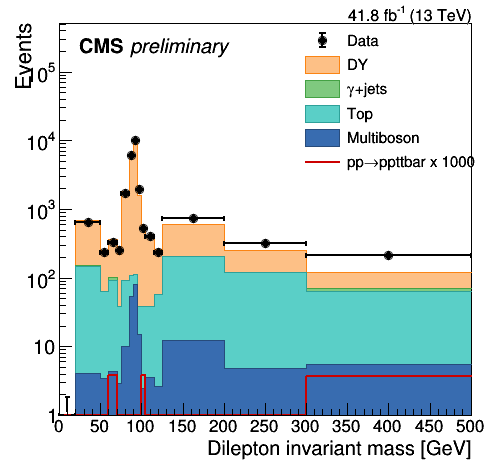 41.8 fb⁻¹ (13 TeV)
Events
CMS preliminary
Data
DY
γ+jets
Top
Multiboson
pp→ppttbar x 1000
10⁵
10⁴
10³
10²
10
1
0 50 100 150 200 250 300 350 400 450 500
Dilepton invariant mass [GeV]